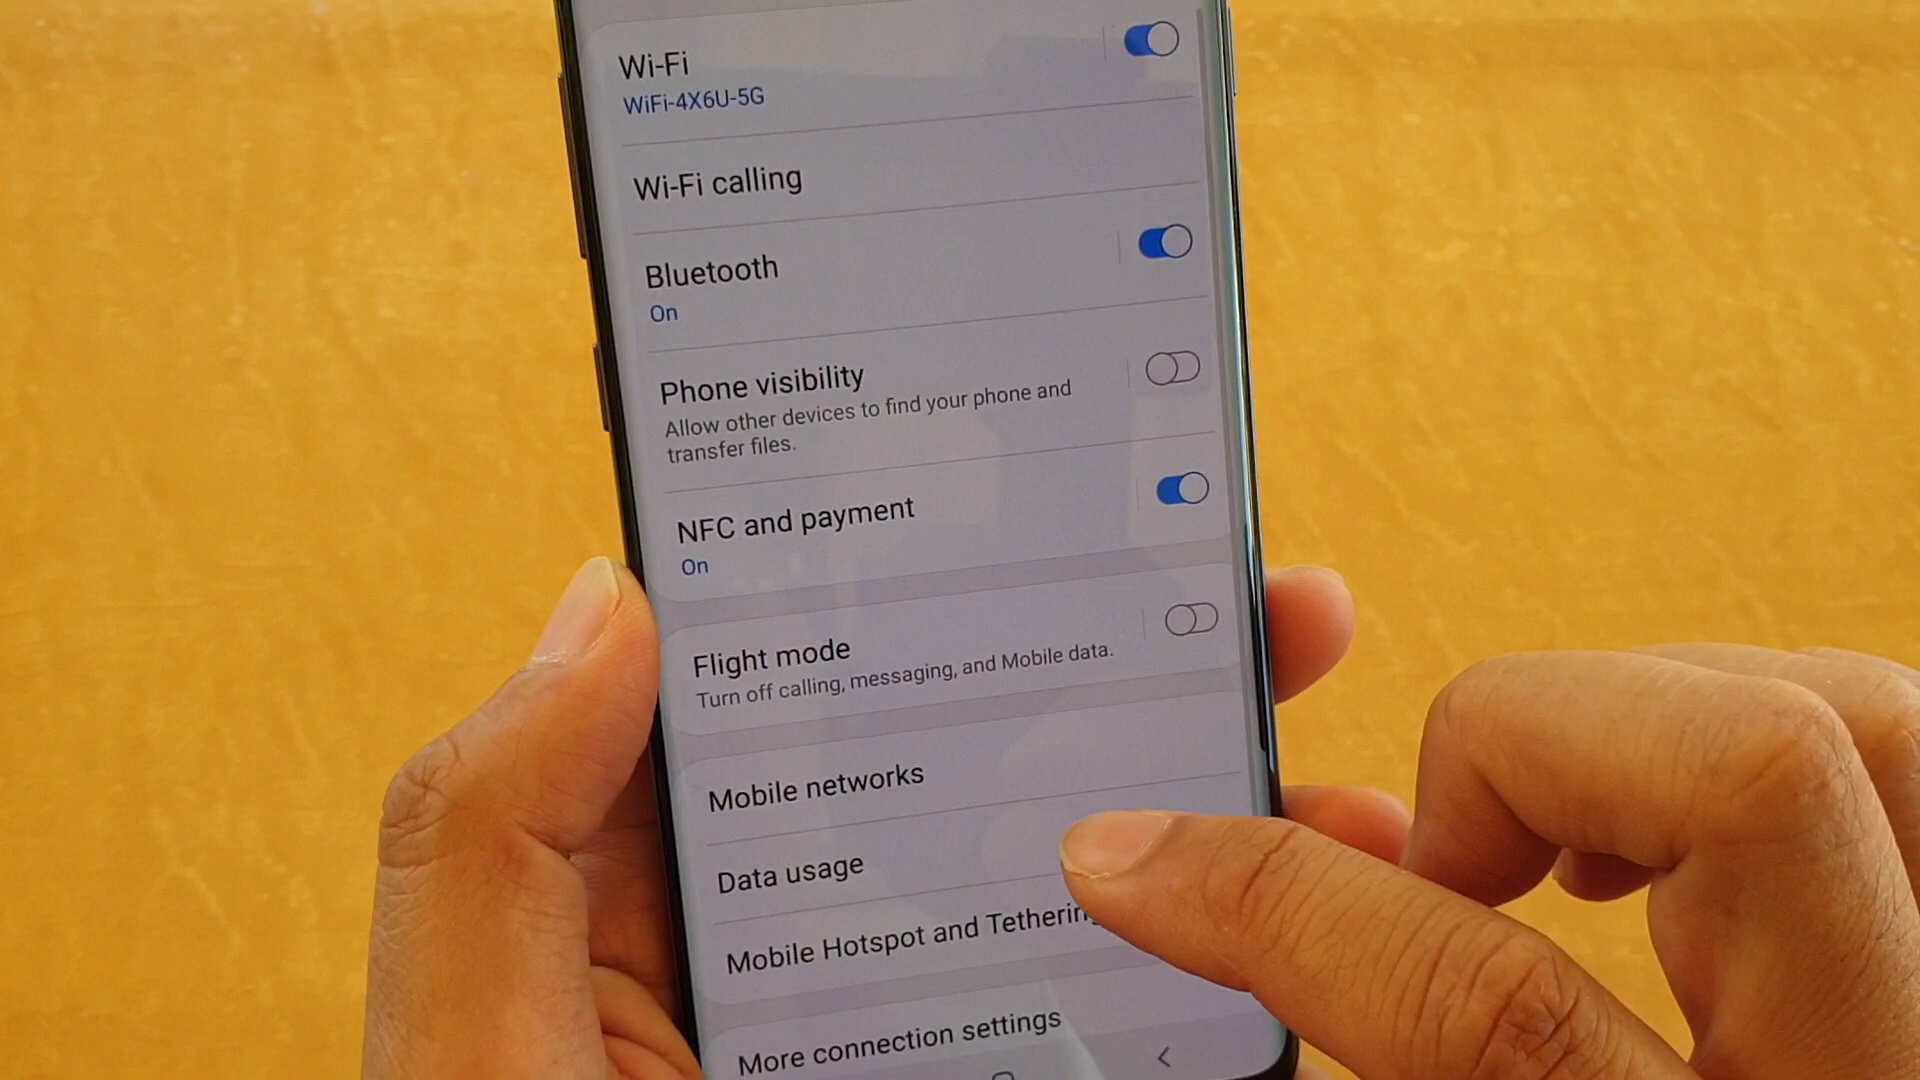 Wi-Fi
WiFi-4X6U-5G
Wi-Fi calling
Bluetooth
On
Phone visibility
Allow other devices to find your phone and
transfer files.
NFC and payment
On
Flight mode
Turn off calling, messaging, and Mobile data.
Mobile networks
Data usage
Mobile Hotspot and Tethering
More connection settings